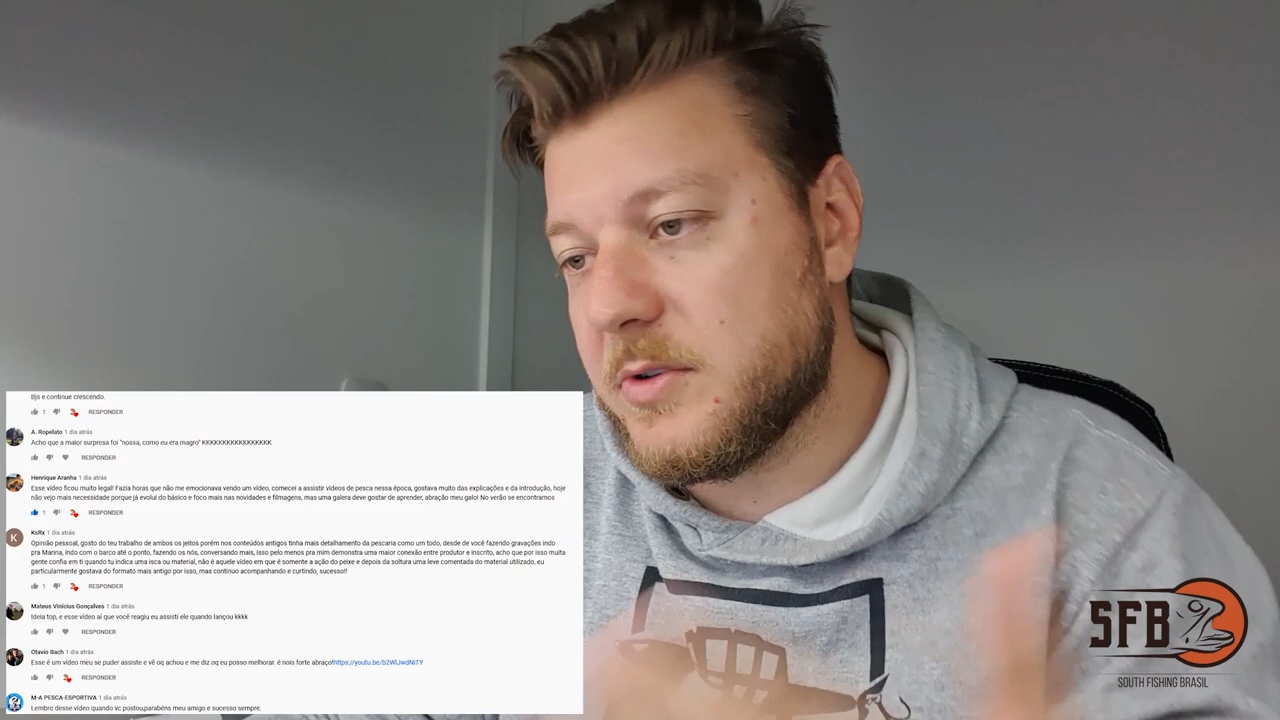 Bjs e continue crescendo.
1 RESPONDER
A. Ropelato 1 dia atrás
Acho que a maior surpresa foi "nossa, como eu era magro" KKKKKKKKKKKKKKKKK
RESPONDER
Henrique Aranha 1 dia atrás
Esse vídeo ficou muito legal! Fazia horas que não me emocionava vendo um vídeo, comecei a assistir vídeos de pesca nessa época, gostava muito das explicações e da introdução, hoje
não vejo mais necessidade porque já evolui do básico e foco mais nas novidades e filmagens, mas uma galera deve gostar de aprender, abração meu galo! No verão se encontramos
1 RESPONDER
K
KsRx 1 dia atrás
Opinião pessoal, gosto do teu trabalho de ambos os jeitos porém nos conteúdos antigos tinha mais detalhamento da pescaria como um todo, desde de você fazendo gravações indo
pra Marina, indo com o barco até o ponto, fazendo os nós, conversando mais, isso pelo menos pra mim demonstra uma maior conexão entre produtor e inscrito, acho que por isso muita
gente confia em ti quando tu indica uma isca ou material, não é aquele vídeo em que é somente a ação do peixe e depois da soltura uma leve comentada do material utilizado, eu
particularmente gostava do formato mais antigo por isso, mas continuo acompanhando e curtindo, sucesso!!
1 RESPONDER
Mateus Vinícius Gonçalves 1 dia atrás
Ideia top, e esse vídeo aí que você reagiu eu assisti ele quando lançou kkkk
RESPONDER
Otavio Bach 1 dia atrás
Esse é um vídeo meu se puder assiste e vê oq achou e me diz oq eu posso melhorar. é nois forte abraço!https://youtu.be/b2WlJwdNiTY
RESPONDER
M-A PESCA-ESPORTIVA 1 dia atrás
Lembro desse vídeo quando vc postou,parabéns meu amigo e sucesso sempre.
SFB
SOUTH FISHING BRASIL